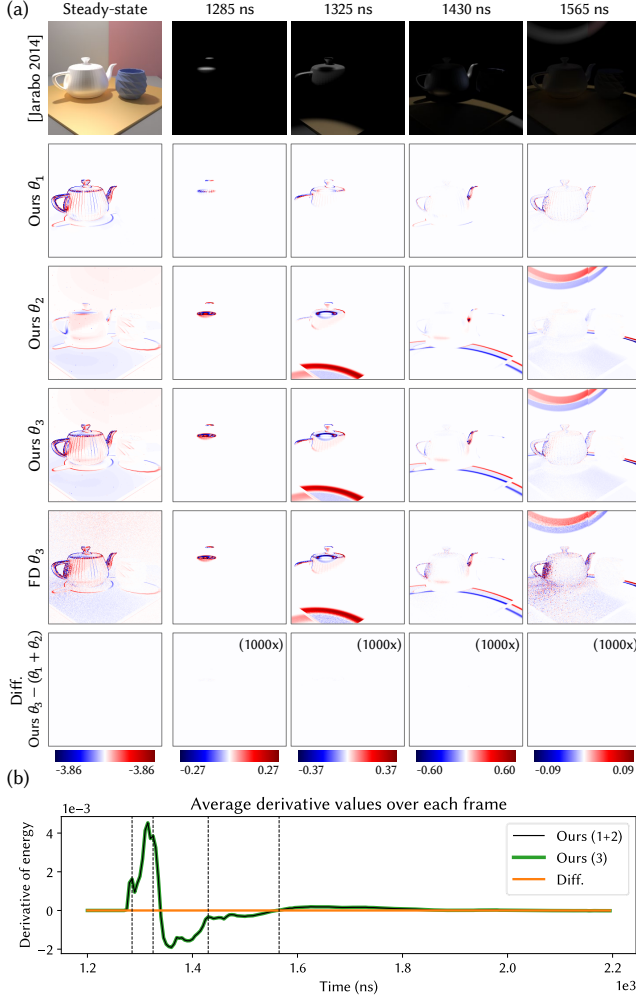 (a)
Steady-state 1285 ns 1325 ns 1430 ns 1565 ns
[Jarabo 2014]
Ours θ₁
Ours θ₂
Ours θ₃
FD θ₃
Diff.
Ours θ₃ − (θ₁ + θ₂)
(1000x) (1000x) (1000x) (1000x)
-3.86 -3.86 -0.27 0.27 -0.37 0.37 -0.60 0.60 -0.09 0.09
(b)
Average derivative values over each frame
1e−3
Derivative of energy
4
2
0
−2
Ours (1+2)
Ours (3)
Diff.
1.2 1.4 1.6 1.8 2.0 2.2
1e3
Time (ns)